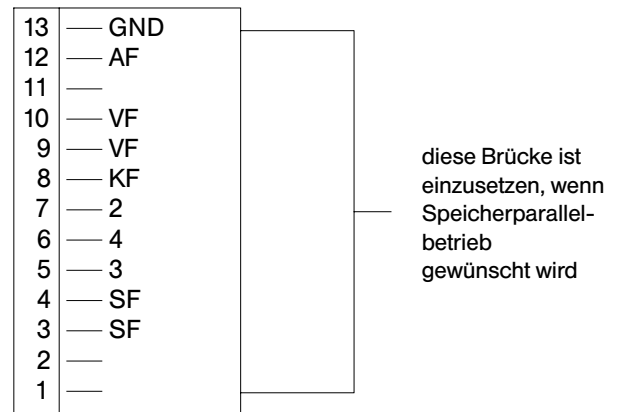 13 GND
12 AF
11
10 VF
9 VF
8 KF
7 2
6 4
5 3
4 SF
3 SF
2
1
diese Brücke ist
einzusetzen, wenn
Speicherparallel-
betrieb
gewünscht wird